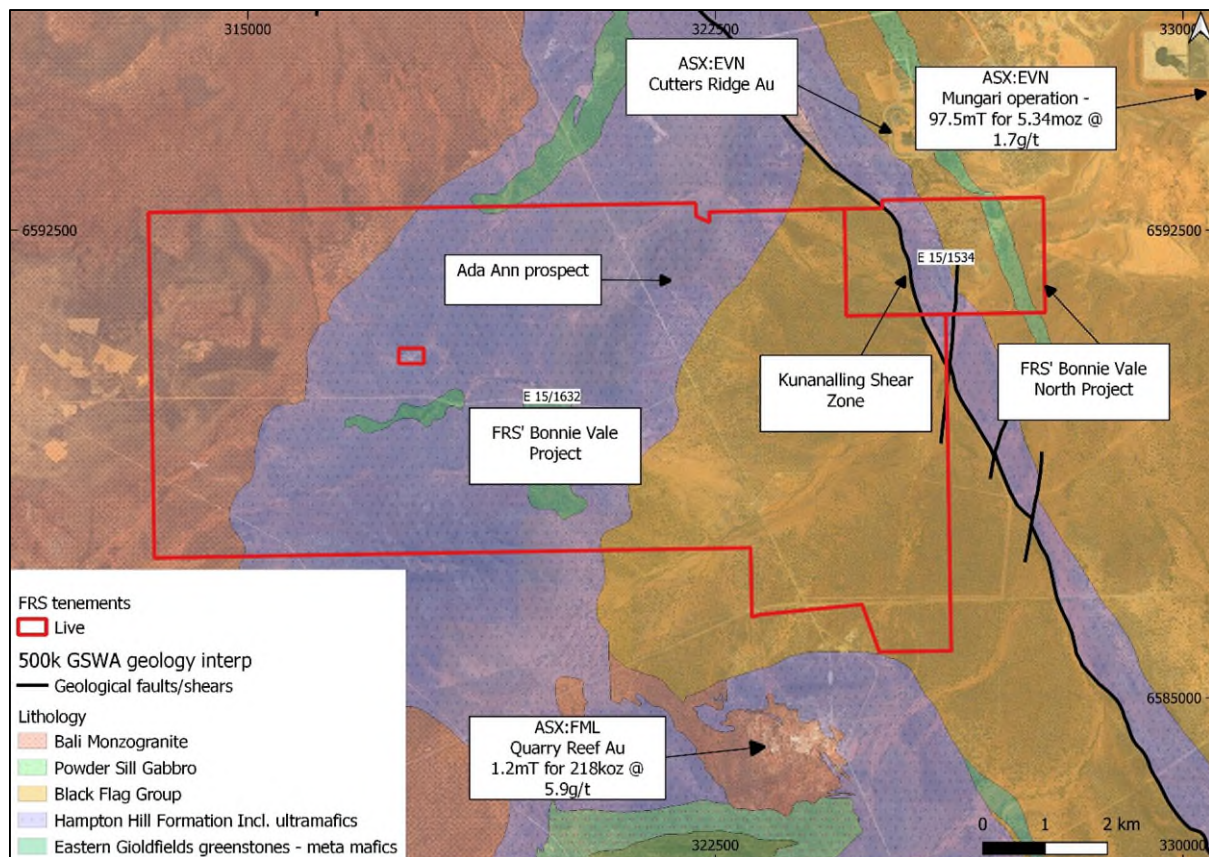 315000
322500
330000
ASX:EVN
Cutters Ridge Au
ASX:EVN
Mungari operation -
97.5mT for 5.34moz @
1.7g/t
6592500
6592500
Ada Ann prospect
E 15/1534
Kunanalling Shear
Zone
FRS' Bonnie Vale
North Project
E 15/1632
FRS' Bonnie Vale
Project
FRS tenements
Live
500k GSWA geology interp
Geological faults/shears
Lithology
Bali Monzogranite
Powder Sill Gabbro
Black Flag Group
Hampton Hill Formation Incl. ultramafics
Eastern Gioldfields greenstones - meta mafics
ASX:FML
Quarry Reef Au
1.2mT for 218koz @
5.9g/t
6585000
0 1 2 km
322500
330000